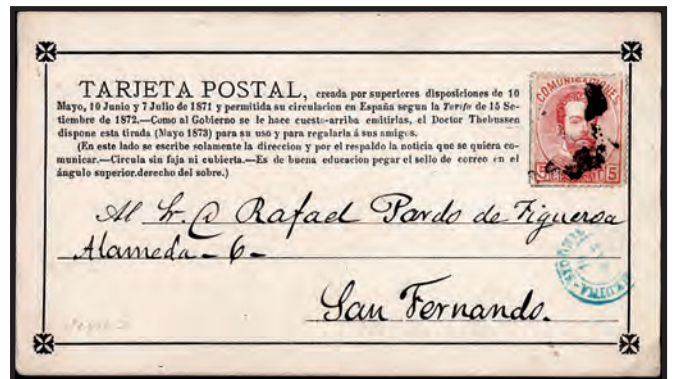 TARJETA POSTAL, creada por superiores disposiciones de 10
Mayo, 10 Junio y 7 Julio de 1871 y permitida su circulacion en España segun la Tarifa de 15 Se-
tiembre de 1872.—Como al Gobierno se le hace cuesta-arriba emitirlas, el Doctor Thebussen
dispone esta tirada (Mayo 1873) para su uso y para regalarla á sus amigos.
(En este lado se escribe solamente la direccion y por el respaldo la noticia que se quiera co-
municar.—Circula sin faja ni cubierta.—Es de buena educacion pegar el sello de correo en el
ángulo superior.derecho del sobre.)
COMUNICACIONES
5 5
Al Sr. D Rafael Pardo de Figueroa
Alameda - 6 -
San Fernando.